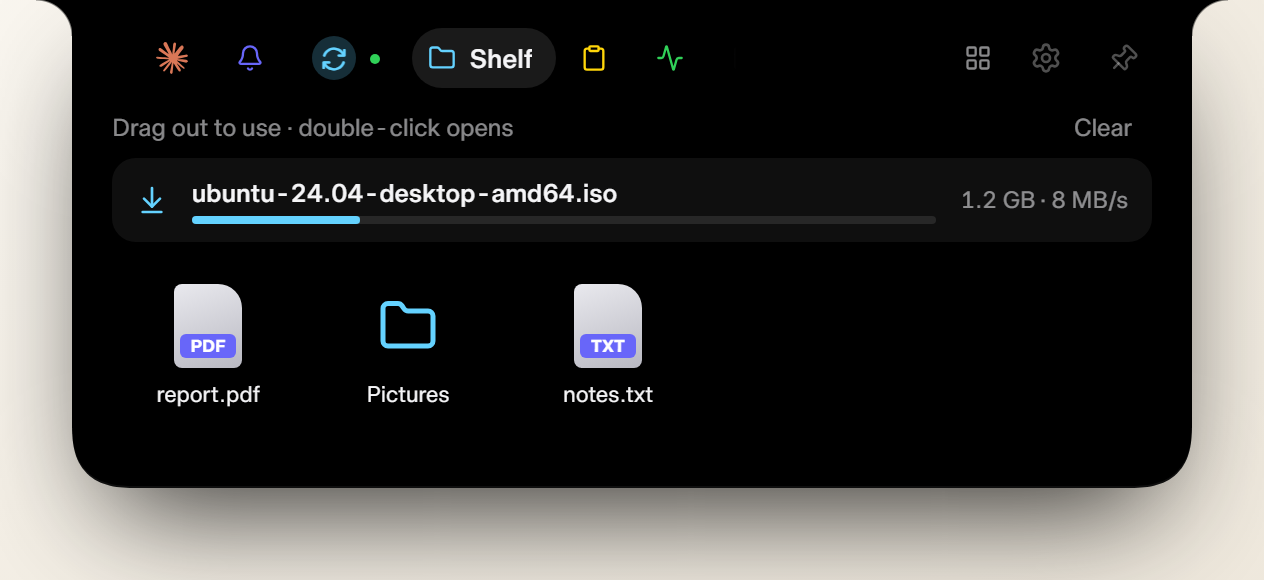 Shelf
Drag out to use · double-click opens
Clear
ubuntu-24.04-desktop-amd64.iso
1.2 GB · 8 MB/s
PDF
TXT
report.pdf
Pictures
notes.txt